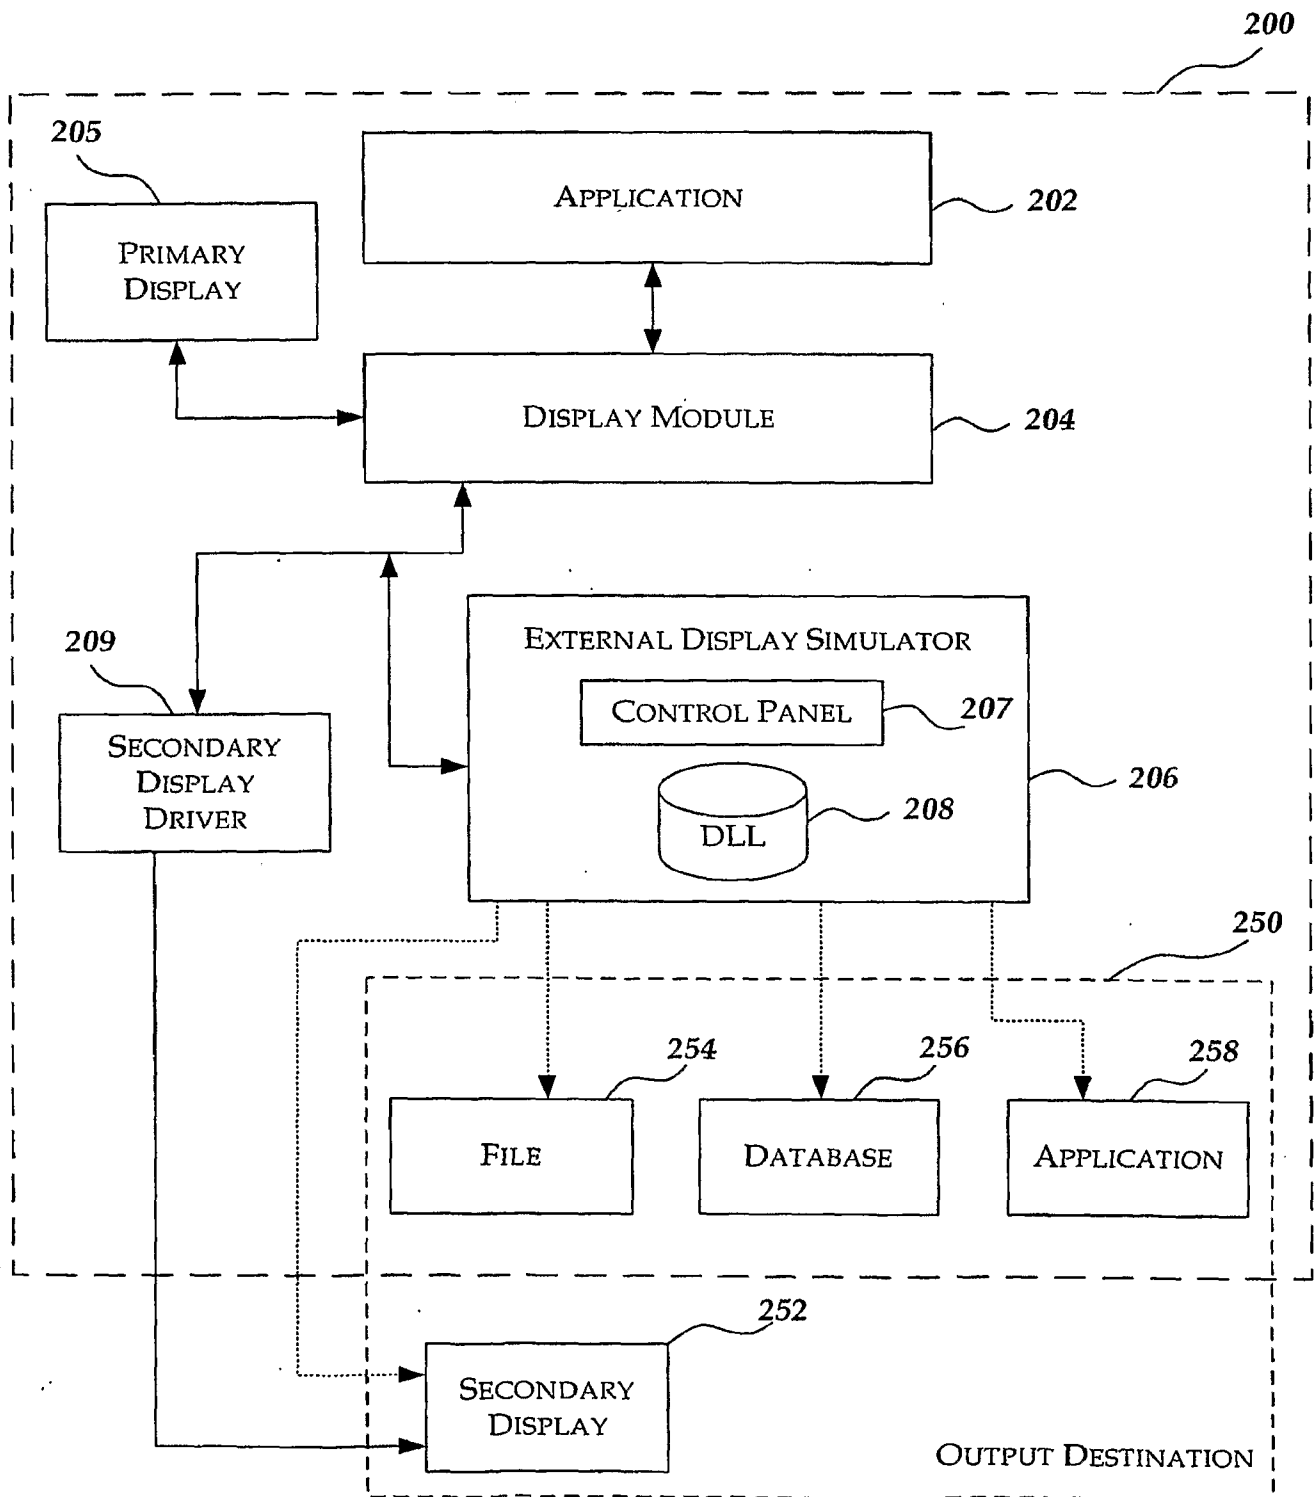 200
205
APPLICATION
202
PRIMARY
DISPLAY
DISPLAY MODULE
204
EXTERNAL DISPLAY SIMULATOR
209
CONTROL PANEL
207
SECONDARY
DISPLAY
DRIVER
206
208
DLL
250
254
256
258
FILE
DATABASE
APPLICATION
252
SECONDARY
DISPLAY
OUTPUT DESTINATION